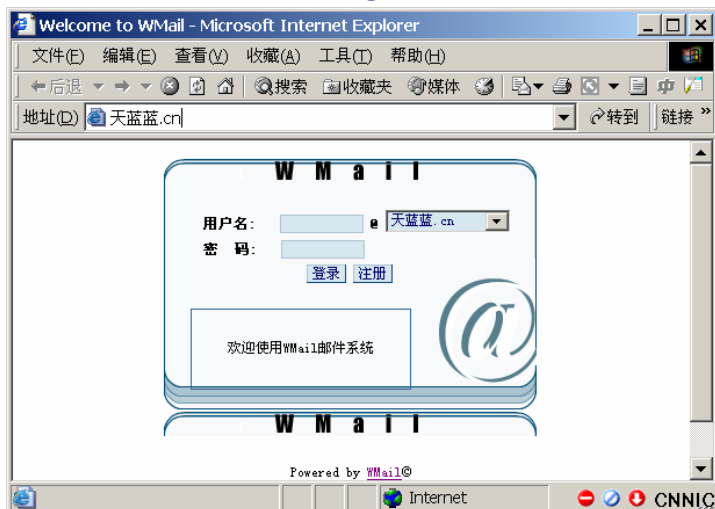 Welcome to WMail - Microsoft Internet Explorer
文件(F) 编辑(E) 查看(V) 收藏(A) 工具(T) 帮助(H)
后退 搜索 收藏夹 媒体
地址(D) 天蓝蓝.cn 转到 链接 »
WMail
用户名: @ 天蓝蓝.cn
密 码:
登录 注册
欢迎使用WMail邮件系统
@
WMail
Powered by WMail©
Internet CNNIC